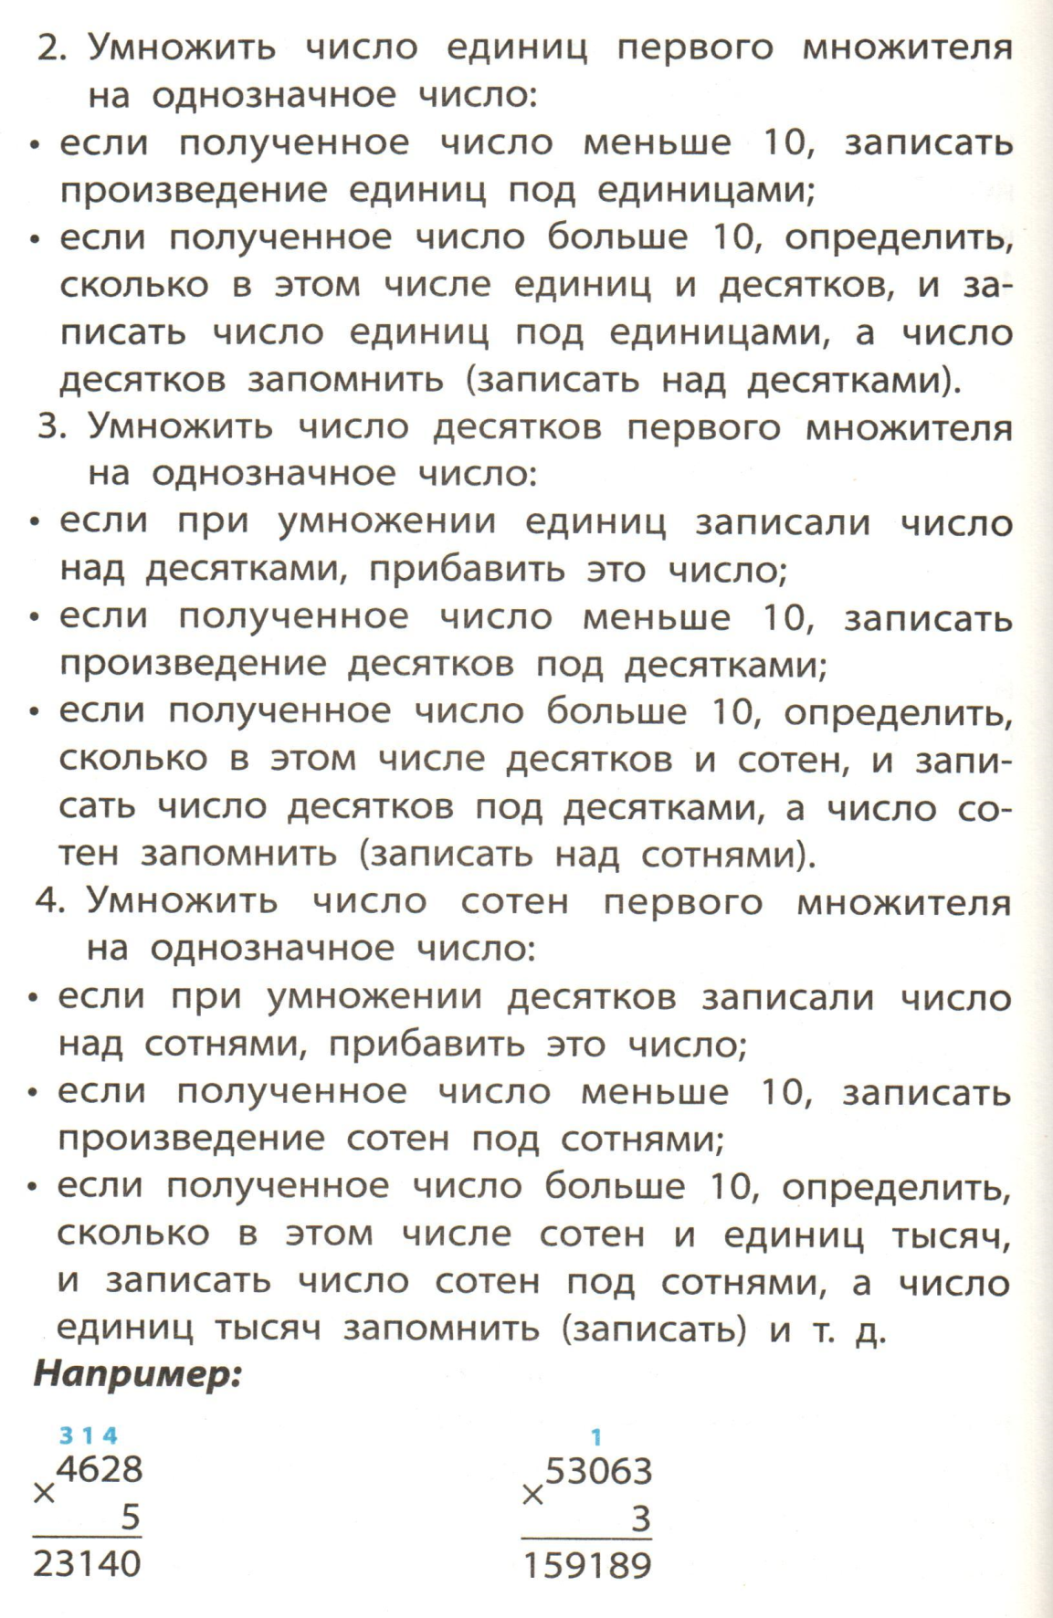 2. Умножить число единиц первого множителя
на однозначное число:
• если полученное число меньше 10, записать
произведение единиц под единицами;
• если полученное число больше 10, определить,
сколько в этом числе единиц и десятков, и за-
писать число единиц под единицами, а число
десятков запомнить (записать над десятками).
3. Умножить число десятков первого множителя
на однозначное число:
• если при умножении единиц записали число
над десятками, прибавить это число;
• если полученное число меньше 10, записать
произведение десятков под десятками;
• если полученное число больше 10, определить,
сколько в этом числе десятков и сотен, и запи-
сать число десятков под десятками, а число со-
тен запомнить (записать над сотнями).
4. Умножить число сотен первого множителя
на однозначное число:
• если при умножении десятков записали число
над сотнями, прибавить это число;
• если полученное число меньше 10, записать
произведение сотен под сотнями;
• если полученное число больше 10, определить,
сколько в этом числе сотен и единиц тысяч,
и записать число сотен под сотнями, а число
единиц тысяч запомнить (записать) и т. д.
Например:
3 1 4
× 4628
5
23140
1
× 53063
3
159189